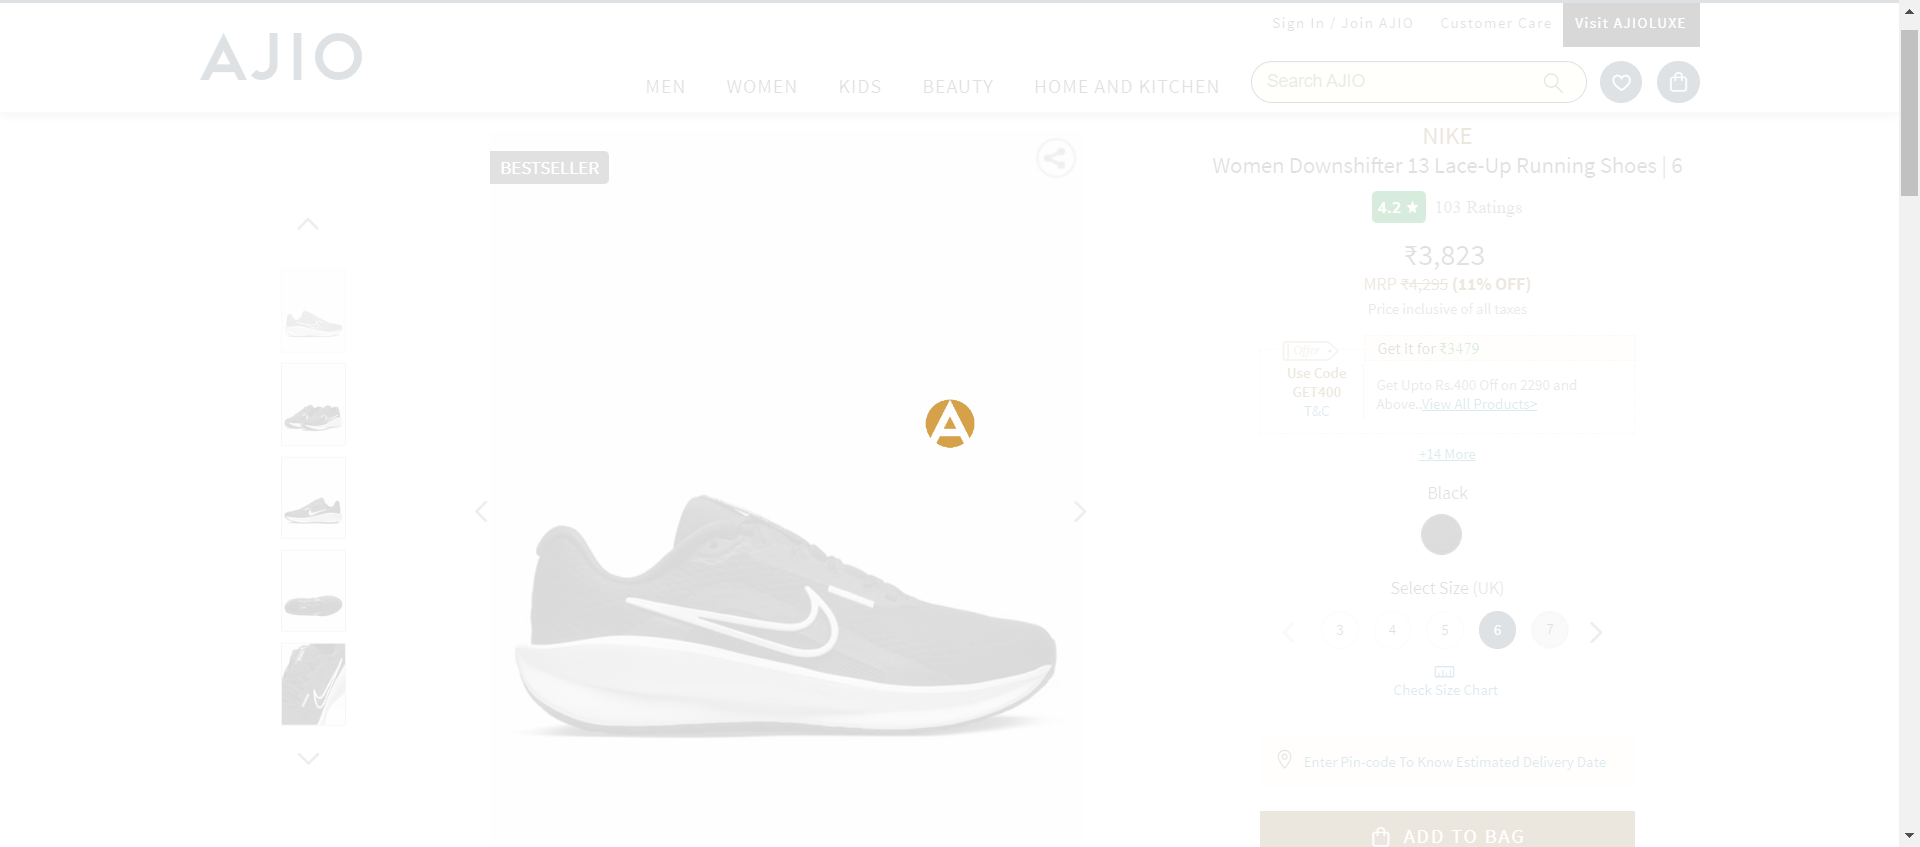 Sign In / Join AJIO
Customer Care
Visit AJIOLUXE
AJIO
MEN
WOMEN
KIDS
BEAUTY
HOME AND KITCHEN
Search AJIO
BESTSELLER
NIKE
Women Downshifter 13 Lace-Up Running Shoes | 6
4.2 ★
103 Ratings
₹3,823
MRP ₹4,295 (11% OFF)
Price inclusive of all taxes
Offer
Use Code
GET400
T&C
Get it for ₹3479
Get Upto Rs.400 Off on 2290 and
Above..View All Products>
+14 More
Black
Select Size (UK)
3
4
5
6
7
Check Size Chart
Enter Pin-code To Know Estimated Delivery Date
ADD TO BAG